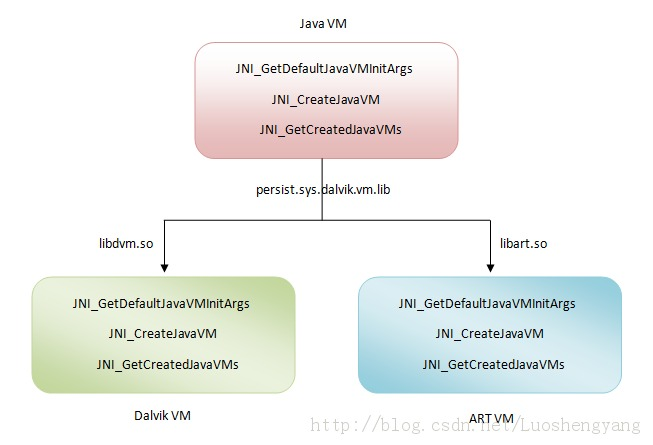 Java VM
JNI_GetDefaultJavaVMInitArgs
JNI_CreateJavaVM
JNI_GetCreatedJavaVMs
persist.sys.dalvik.vm.lib
libdvm.so
libart.so
JNI_GetDefaultJavaVMInitArgs
JNI_CreateJavaVM
JNI_GetCreatedJavaVMs
Dalvik VM
JNI_GetDefaultJavaVMInitArgs
JNI_CreateJavaVM
JNI_GetCreatedJavaVMs
ART VM
http://blog.csdn.net/Luoshengyang